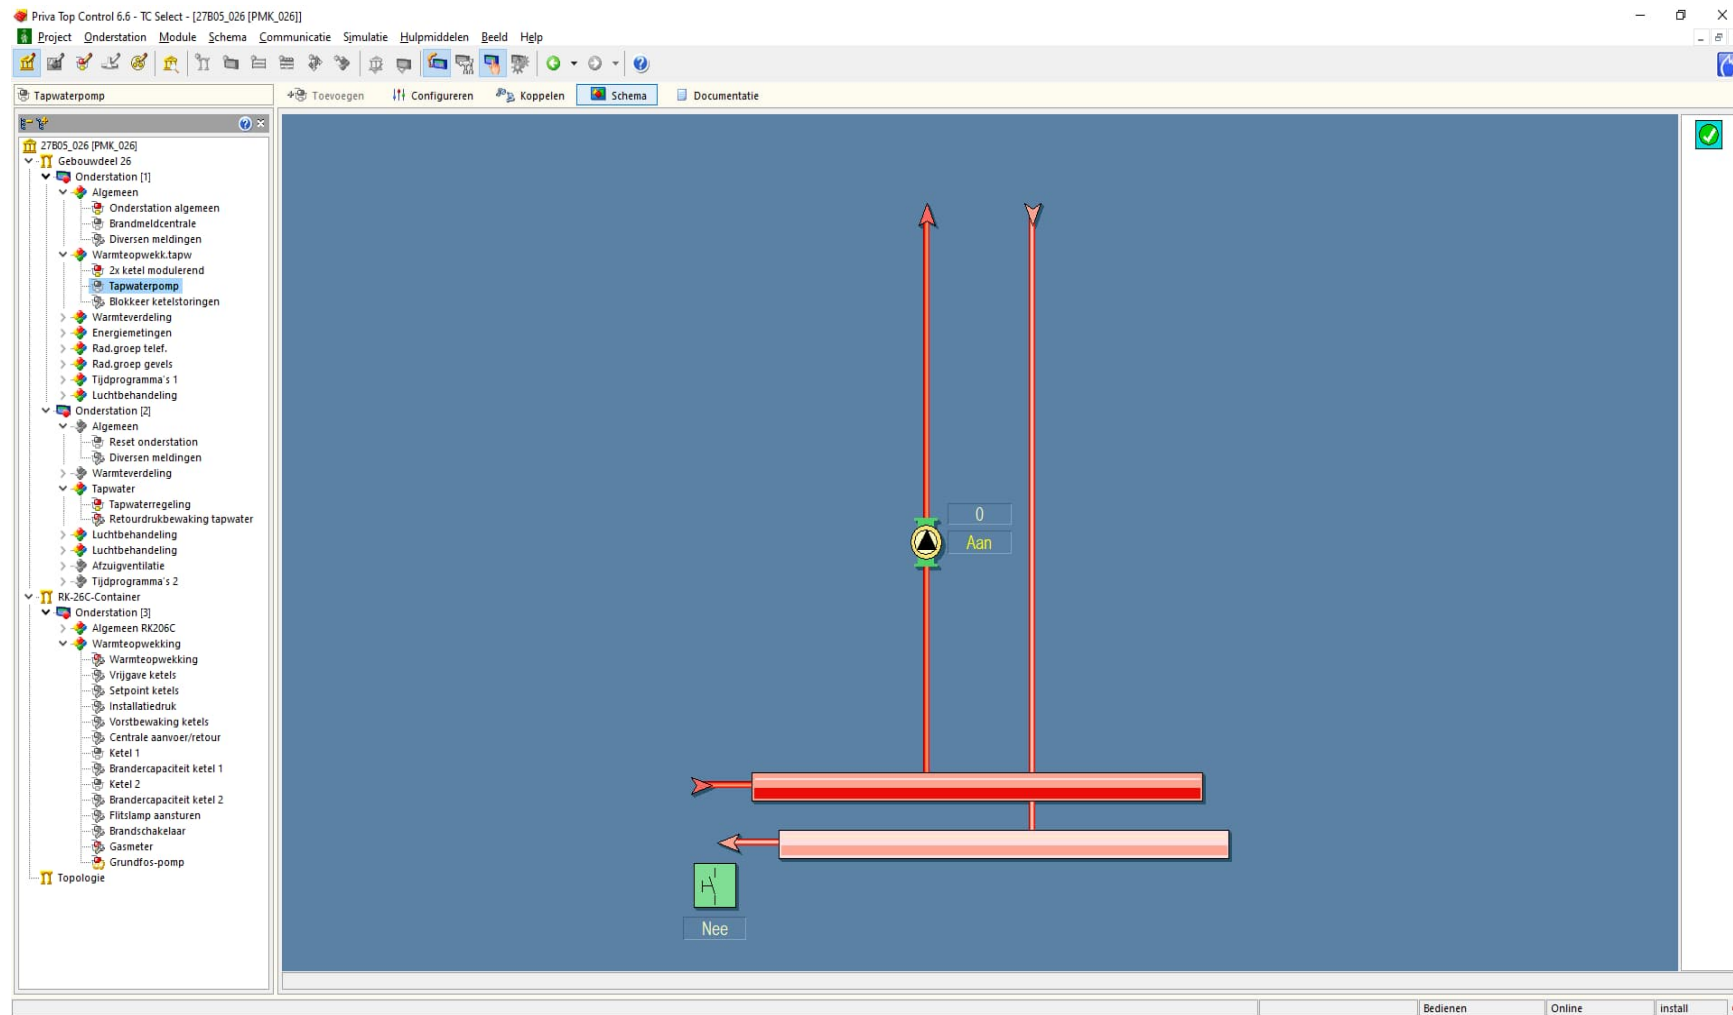 Priva Top Control 6.6 - TC Select - [27B05_026 [PMK_026]]
Project Onderstation Module Schema Communicatie Simulatie Hulpmiddelen Beeld Help
Tapwaterpomp Toevoegen Configureren Koppelen Schema Documentatie
27B05_026 [PMK_026]
Gebouwdeel 26
Onderstation [1]
Algemeen
Onderstation algemeen
Brandmeldcentrale
Diversen meldingen
Warmteopwekk.tapw
2x ketel modulerend
Tapwaterpomp
Blokkeer ketelstoringen
Warmteverdeling
Energiemetingen
Rad.groep telef.
Rad.groep gevels
Tijdprogramma's 1
Luchtbehandeling
Onderstation [2]
Algemeen
Reset onderstation
Diversen meldingen
Warmteverdeling
Tapwater
Tapwaterregeling
Retourdrukbewaking tapwater
Luchtbehandeling
Luchtbehandeling
Afzuigventilatie
Tijdprogramma's 2
RK-26C-Container
Onderstation [3]
Algemeen RK206C
Warmteopwekking
Warmteopwekking
Vrijgave ketels
Setpoint ketels
Installatiedruk
Vorstbewaking ketels
Centrale aanvoer/retour
Ketel 1
Brandercapaciteit ketel 1
Ketel 2
Brandercapaciteit ketel 2
Flitslamp aansturen
Brandschakelaar
Gasmeter
Grundfos-pomp
Topologie
0
Aan
Nee
Bedienen Online install